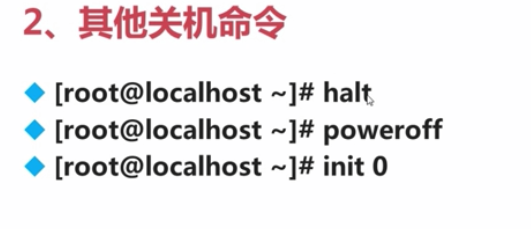 2、其他关机命令
[root@localhost ~]# halt
[root@localhost ~]# poweroff
[root@localhost ~]# init 0